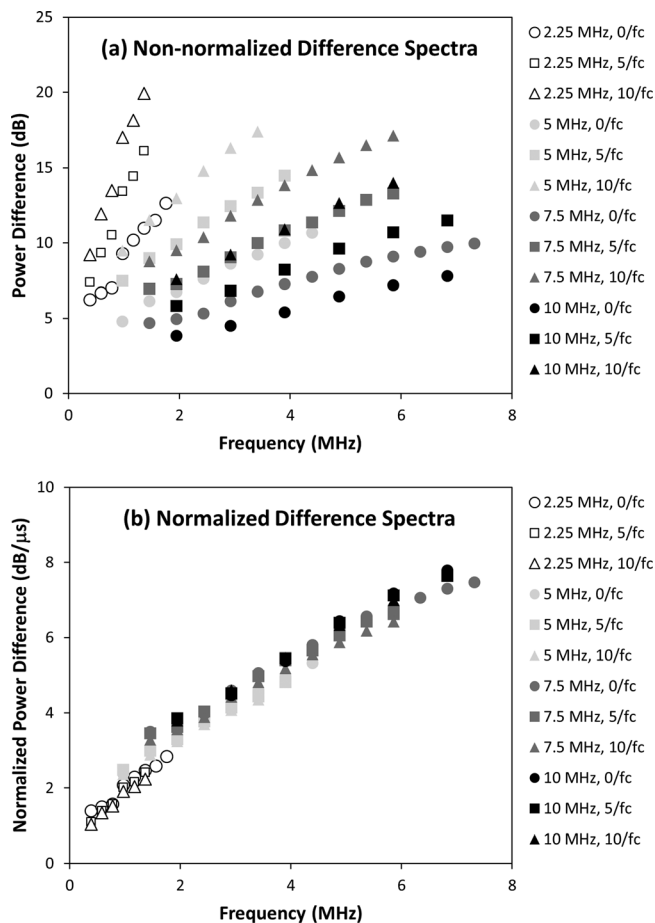 (a) Non-normalized Difference Spectra
25
20
15
10
5
0
Power Difference (dB)
0 2 4 6 8
Frequency (MHz)
2.25 MHz, 0/fc
2.25 MHz, 5/fc
2.25 MHz, 10/fc
5 MHz, 0/fc
5 MHz, 5/fc
5 MHz, 10/fc
7.5 MHz, 0/fc
7.5 MHz, 5/fc
7.5 MHz, 10/fc
10 MHz, 0/fc
10 MHz, 5/fc
10 MHz, 10/fc
(b) Normalized Difference Spectra
10
8
6
4
2
0
Normalized Power Difference (dB/μs)
0 2 4 6 8
Frequency (MHz)
2.25 MHz, 0/fc
2.25 MHz, 5/fc
2.25 MHz, 10/fc
5 MHz, 0/fc
5 MHz, 5/fc
5 MHz, 10/fc
7.5 MHz, 0/fc
7.5 MHz, 5/fc
7.5 MHz, 10/fc
10 MHz, 0/fc
10 MHz, 5/fc
10 MHz, 10/fc